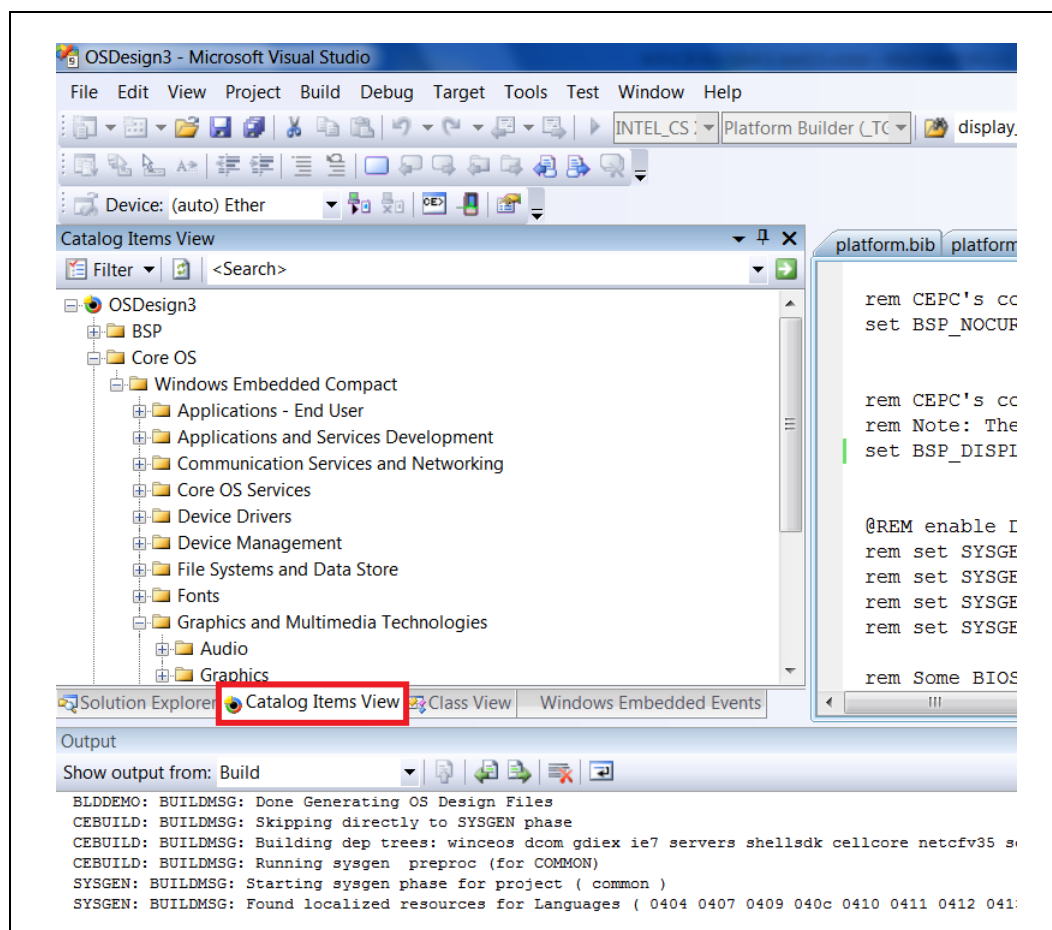 OSDesign3 - Microsoft Visual Studio
File Edit View Project Build Debug Target Tools Test Window Help
INTEL_CS Platform Builder (_TG display_
Device: (auto) Ether CE>
Catalog Items View
Filter <Search>
OSDesign3
BSP
Core OS
Windows Embedded Compact
Applications - End User
Applications and Services Development
Communication Services and Networking
Core OS Services
Device Drivers
Device Management
File Systems and Data Store
Fonts
Graphics and Multimedia Technologies
Audio
Graphics
Solution Explorer Catalog Items View Class View Windows Embedded Events
platform.bib platform
rem CEPC's co
set BSP_NOCUR
rem CEPC's co
rem Note: The
set BSP_DISPL
@REM enable D
rem set SYSGE
rem set SYSGE
rem set SYSGE
rem set SYSGE
rem Some BIOS
Output
Show output from: Build
BLDDEMO: BUILDMSG: Done Generating OS Design Files
CEBUILD: BUILDMSG: Skipping directly to SYSGEN phase
CEBUILD: BUILDMSG: Building dep trees: winceos dcom gdiex ie7 servers shellsdk cellcore netcfv35 s
CEBUILD: BUILDMSG: Running sysgen preproc (for COMMON)
SYSGEN: BUILDMSG: Starting sysgen phase for project ( common )
SYSGEN: BUILDMSG: Found localized resources for Languages ( 0404 0407 0409 040c 0410 0411 0412 041